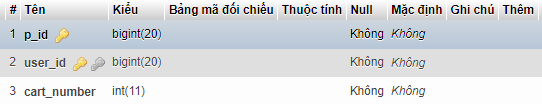 # Tên Kiểu Bảng mã đối chiếu Thuộc tính Null Mặc định Ghi chú Thêm
1 p_id bigint(20) Không Không
2 user_id bigint(20) Không Không
3 cart_number int(11) Không Không